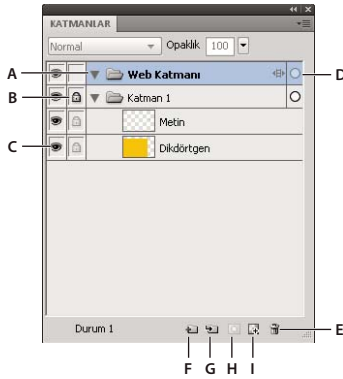 KATMANLAR
Normal Opaklık 100
A Web Katmanı D
B Katman 1
Metin
C Dikdörtgen
Durum 1 E
F G H I